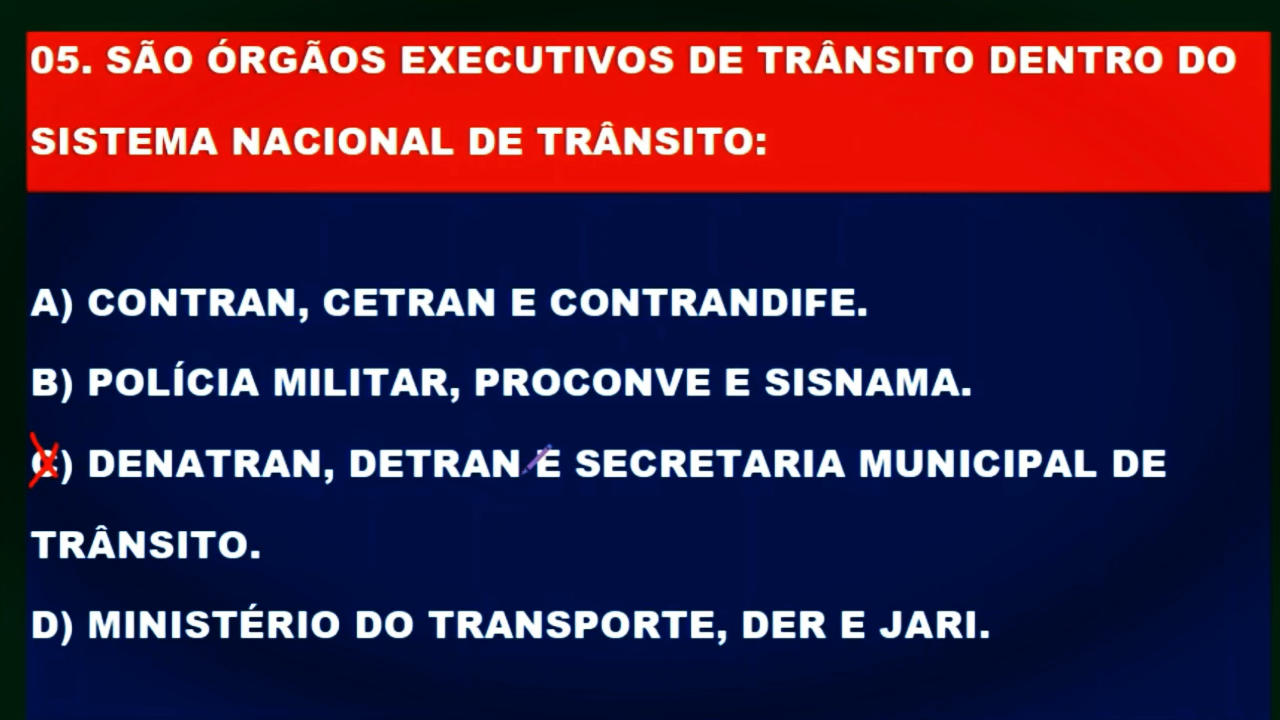 05. SÃO ÓRGÃOS EXECUTIVOS DE TRÂNSITO DENTRO DO
SISTEMA NACIONAL DE TRÂNSITO:
A) CONTRAN, CETRAN E CONTRANDIFE.
B) POLÍCIA MILITAR, PROCONVE E SISNAMA.
C) DENATRAN, DETRAN E SECRETARIA MUNICIPAL DE
TRÂNSITO.
D) MINISTÉRIO DO TRANSPORTE, DER E JARI.